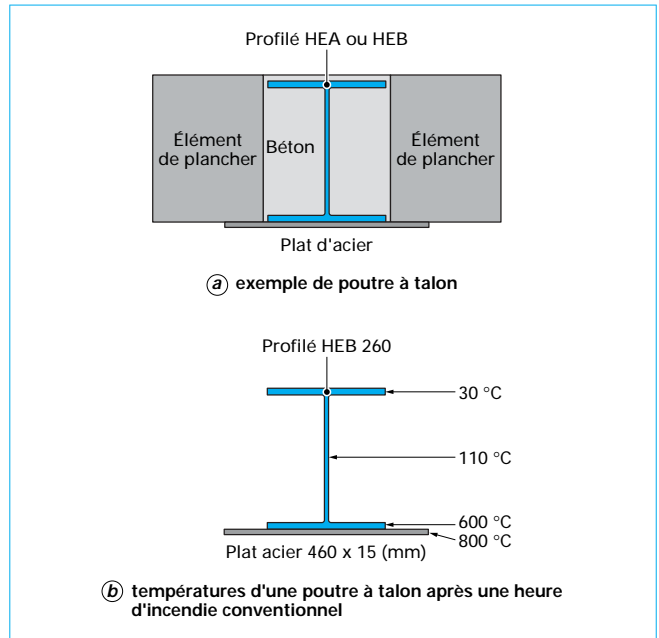 Profilé HEA ou HEB
Élément
de plancher
Béton
Élément
de plancher
Plat d'acier
a exemple de poutre à talon
Profilé HEB 260
30 °C
110 °C
600 °C
800 °C
Plat acier 460 x 15 (mm)
b températures d'une poutre à talon après une heure
d'incendie conventionnel